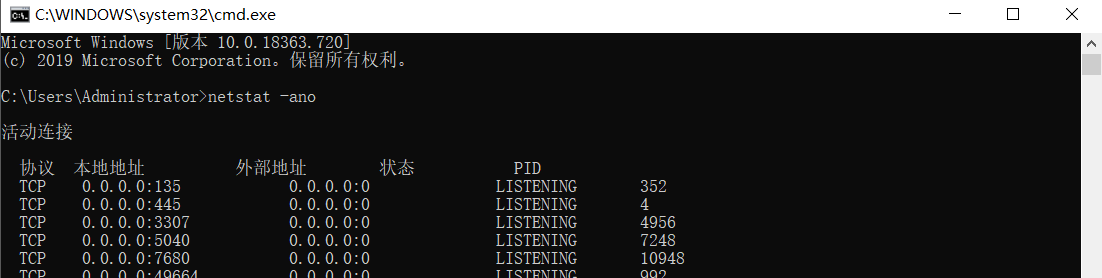 C:\WINDOWS\system32\cmd.exe
Microsoft Windows [版本 10.0.18363.720]
(c) 2019 Microsoft Corporation。保留所有权利。
C:\Users\Administrator>netstat -ano
活动连接
协议 本地地址 外部地址 状态 PID
TCP 0.0.0.0:135 0.0.0.0:0 LISTENING 352
TCP 0.0.0.0:445 0.0.0.0:0 LISTENING 4
TCP 0.0.0.0:3307 0.0.0.0:0 LISTENING 4956
TCP 0.0.0.0:5040 0.0.0.0:0 LISTENING 7248
TCP 0.0.0.0:7680 0.0.0.0:0 LISTENING 10948
TCP 0.0.0.0:49664 0.0.0.0:0 LISTENING 992